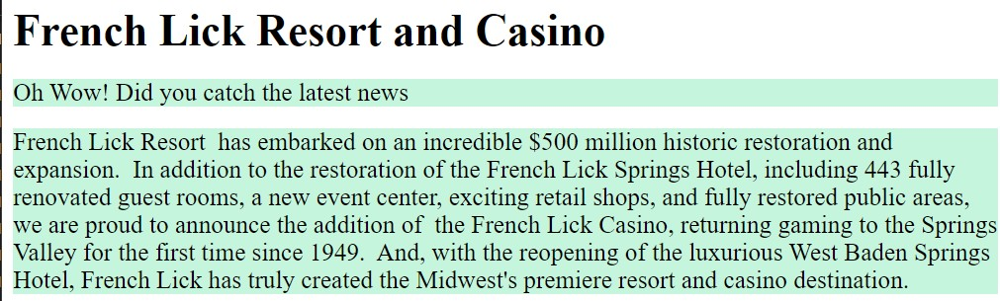 French Lick Resort and Casino
Oh Wow! Did you catch the latest news
French Lick Resort  has embarked on an incredible $500 million historic restoration and
expansion.  In addition to the restoration of the French Lick Springs Hotel, including 443 fully
renovated guest rooms, a new event center, exciting retail shops, and fully restored public areas,
we are proud to announce the addition of  the French Lick Casino, returning gaming to the Springs
Valley for the first time since 1949.  And, with the reopening of the luxurious West Baden Springs
Hotel, French Lick has truly created the Midwest's premiere resort and casino destination.